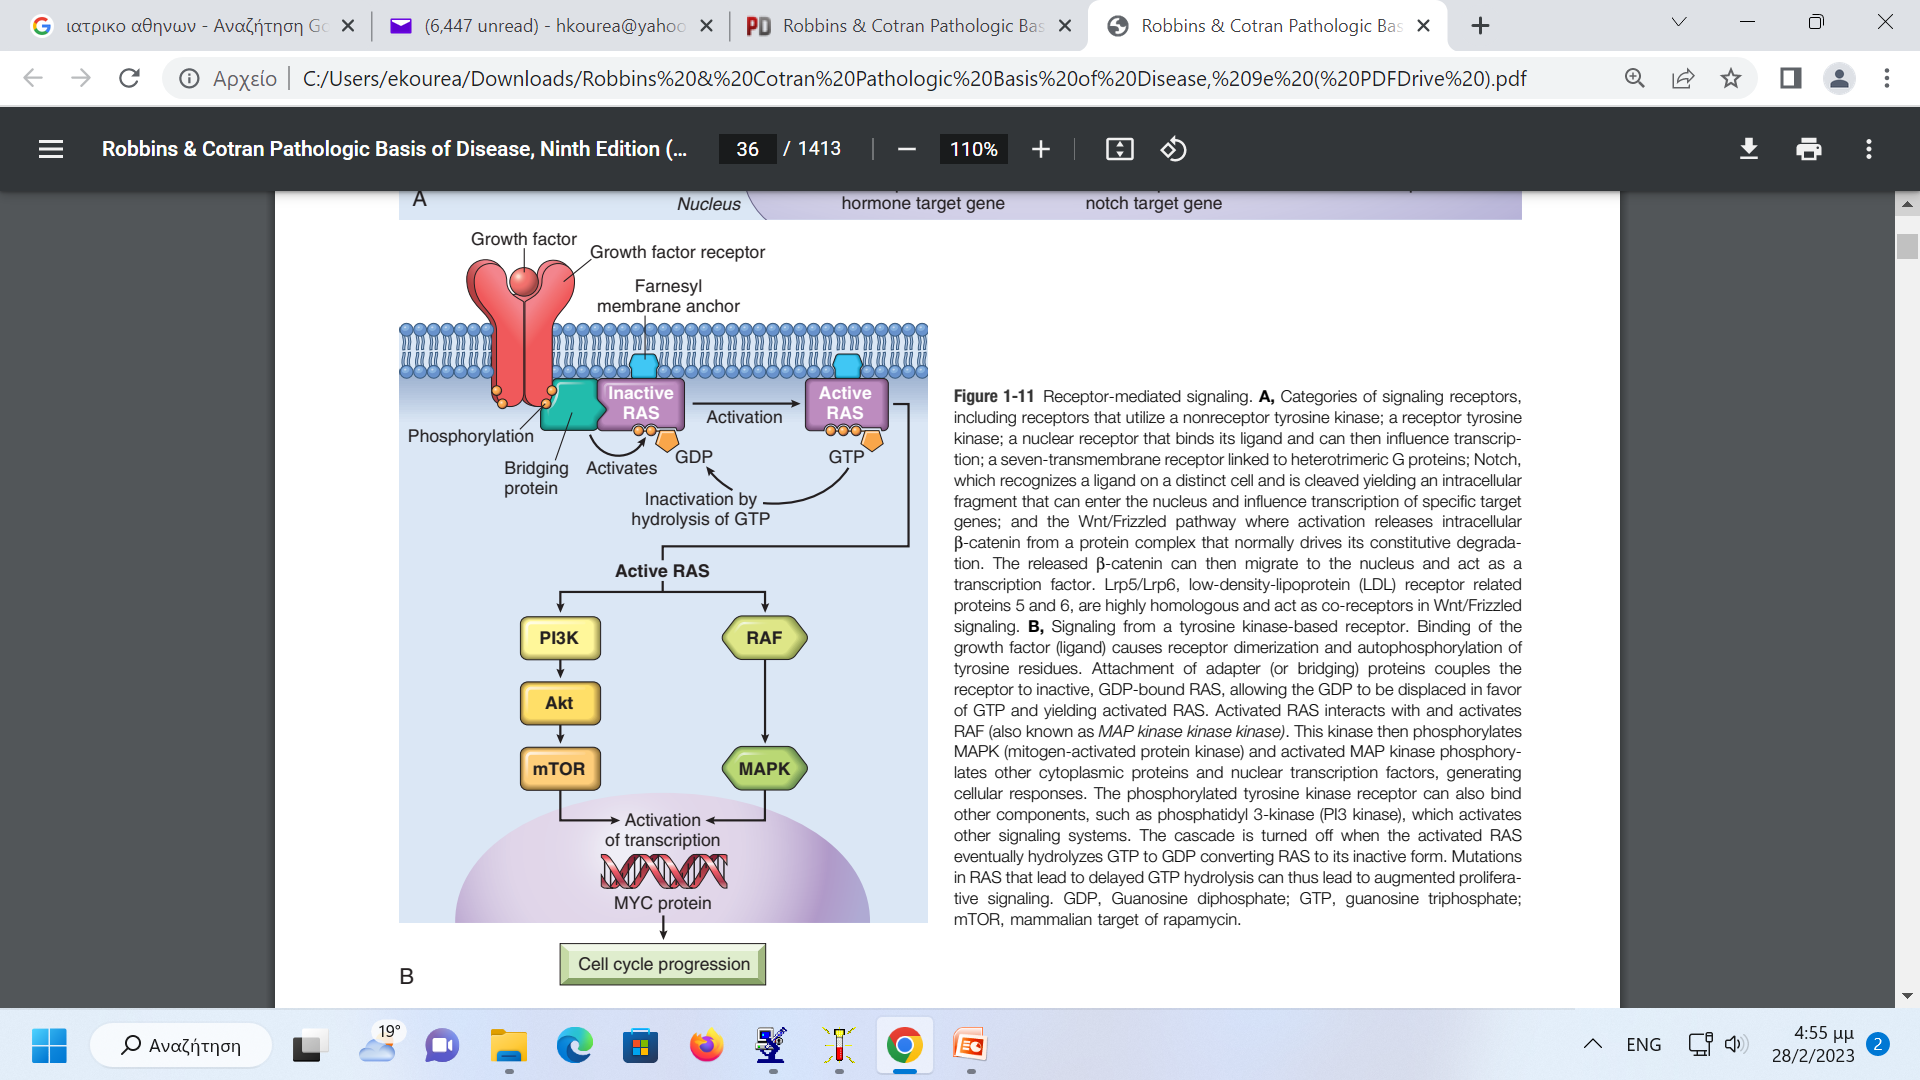 ιατρικο αθηνων - Αναζήτηση Go
(6,447 unread) - hkourea@yahoo
Robbins & Cotran Pathologic Bas
Robbins & Cotran Pathologic Bas
Αρχείο
C:/Users/ekourea/Downloads/Robbins%20&%20Cotran%20Pathologic%20Basis%20of%20Disease,%209e%20(%20PDFDrive%20).pdf
Robbins & Cotran Pathologic Basis of Disease, Ninth Edition (...
36 / 1413
110%
A
Nucleus
hormone target gene
notch target gene
Growth factor
Growth factor receptor
Farnesyl
membrane anchor
Inactive
RAS
Activation
Active
RAS
Phosphorylation
Bridging
protein
Activates
GDP
GTP
Inactivation by
hydrolysis of GTP
Active RAS
PI3K
RAF
Akt
mTOR
MAPK
Activation
of transcription
MYC protein
Cell cycle progression
B
Figure 1-11 Receptor-mediated signaling. A, Categories of signaling receptors,
including receptors that utilize a nonreceptor tyrosine kinase; a receptor tyrosine
kinase; a nuclear receptor that binds its ligand and can then influence transcrip-
tion; a seven-transmembrane receptor linked to heterotrimeric G proteins; Notch,
which recognizes a ligand on a distinct cell and is cleaved yielding an intracellular
fragment that can enter the nucleus and influence transcription of specific target
genes; and the Wnt/Frizzled pathway where activation releases intracellular
β-catenin from a protein complex that normally drives its constitutive degrada-
tion. The released β-catenin can then migrate to the nucleus and act as a
transcription factor. Lrp5/Lrp6, low-density-lipoprotein (LDL) receptor related
proteins 5 and 6, are highly homologous and act as co-receptors in Wnt/Frizzled
signaling. B, Signaling from a tyrosine kinase-based receptor. Binding of the
growth factor (ligand) causes receptor dimerization and autophosphorylation of
tyrosine residues. Attachment of adapter (or bridging) proteins couples the
receptor to inactive, GDP-bound RAS, allowing the GDP to be displaced in favor
of GTP and yielding activated RAS. Activated RAS interacts with and activates
RAF (also known as MAP kinase kinase kinase). This kinase then phosphorylates
MAPK (mitogen-activated protein kinase) and activated MAP kinase phosphory-
lates other cytoplasmic proteins and nuclear transcription factors, generating
cellular responses. The phosphorylated tyrosine kinase receptor can also bind
other components, such as phosphatidyl 3-kinase (PI3 kinase), which activates
other signaling systems. The cascade is turned off when the activated RAS
eventually hydrolyzes GTP to GDP converting RAS to its inactive form. Mutations
in RAS that lead to delayed GTP hydrolysis can thus lead to augmented prolifera-
tive signaling. GDP, Guanosine diphosphate; GTP, guanosine triphosphate;
mTOR, mammalian target of rapamycin.
Αναζήτηση
19°
ENG
4:55 μμ
28/2/2023
2